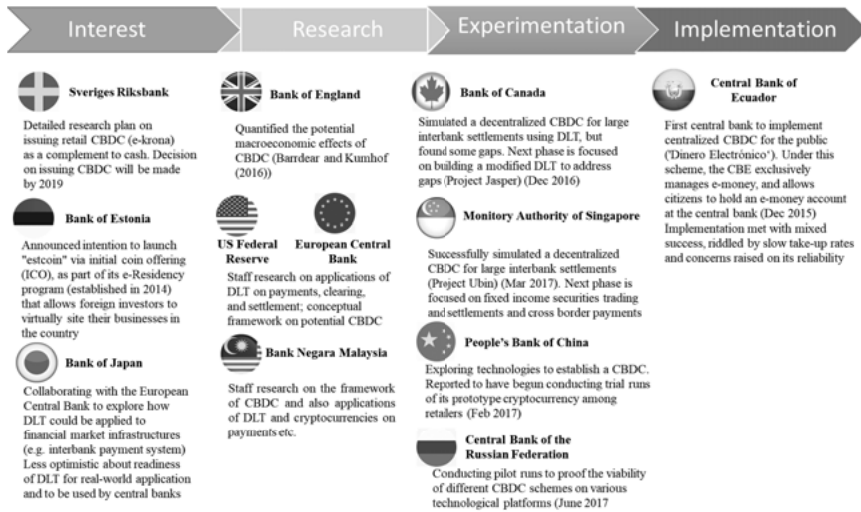 Interest
Research
Experimentation
Implementation
Sveriges Riksbank
Detailed research plan on
issuing retail CBDC (e-krona)
as a complement to cash. Decision
on issuing CBDC will be made
by 2019
Bank of Estonia
Announced intention to launch
"estcoin" via initial coin offering
(ICO), as part of its e-Residency
program (established in 2014)
that allows foreign investors to
virtually site their businesses in
the country
Bank of Japan
Collaborating with the European
Central Bank to explore how
DLT could be applied to
financial market infrastructures
(e.g. interbank payment system)
Less optimistic about readiness
of DLT for real-world application
and to be used by central banks
Bank of England
Quantified the potential
macroeconomic effects of
CBDC (Barrdear and Kumhof
(2016))
US Federal
Reserve
European Central
Bank
Staff research on applications of
DLT on payments, clearing,
and settlement; conceptual
framework on potential CBDC
Bank Negara Malaysia
Staff research on the framework
of CBDC and also applications
of DLT and cryptocurrencies on
payments etc.
Bank of Canada
Simulated a decentralized CBDC for large
interbank settlements using DLT, but
found some gaps. Next phase is focused
on building a modified DLT to address
gaps (Project Jasper) (Dec 2016)
Monitory Authority of Singapore
Successfully simulated a decentralized
CBDC for large interbank settlements
(Project Ubin) (Mar 2017). Next phase is
focused on fixed income securities trading
and settlements and cross border payments
People's Bank of China
Exploring technologies to establish a CBDC.
Reported to have begun conducting trial runs
of its prototype cryptocurrency among
retailers (Feb 2017)
Central Bank of the
Russian Federation
Conducting pilot runs to proof the viability
of different CBDC schemes on various
technological platforms (June 2017
Central Bank of
Ecuador
First central bank to implement
centralized CBDC for the public
('Dinero Electrònico'). Under this
scheme, the CBE exclusively
manages e-money, and allows
citizens to hold an e-money account
at the central bank (Dec 2015)
Implementation met with mixed
success, riddled by slow take-up rates
and concerns raised on its reliability